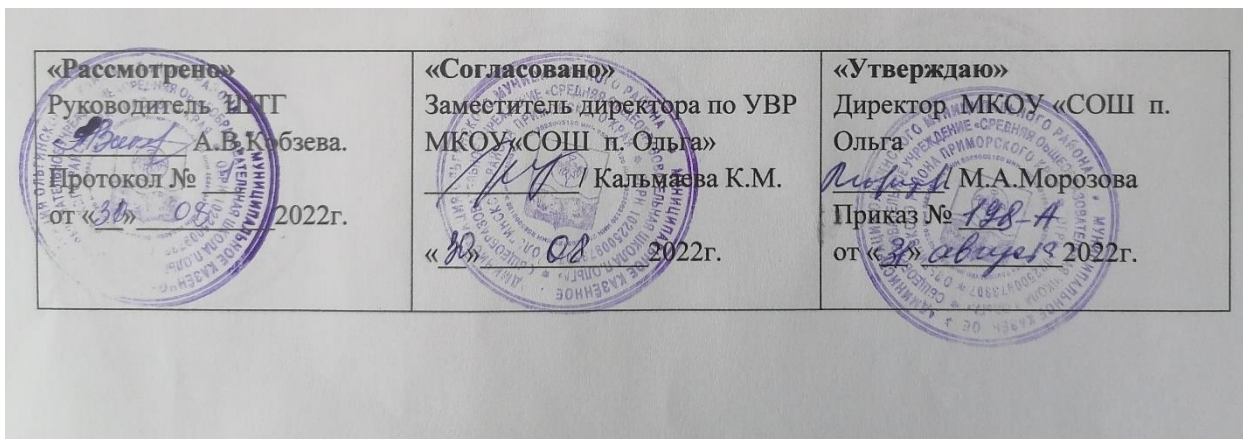 «Рассмотрено»
Руководитель ШТГ
А.В.Кобзева.
Протокол №
от «30» 08 2022г.
«Согласовано»
Заместитель директора по УВР
МКОУ«СОШ п. Ольга»
/ Кальмаева К.М.
«30» 08 2022г.
«Утверждаю»
Директор МКОУ «СОШ п.
Ольга
/ М.А.Морозова
Приказ № 198-А
от «30» августа 2022г.